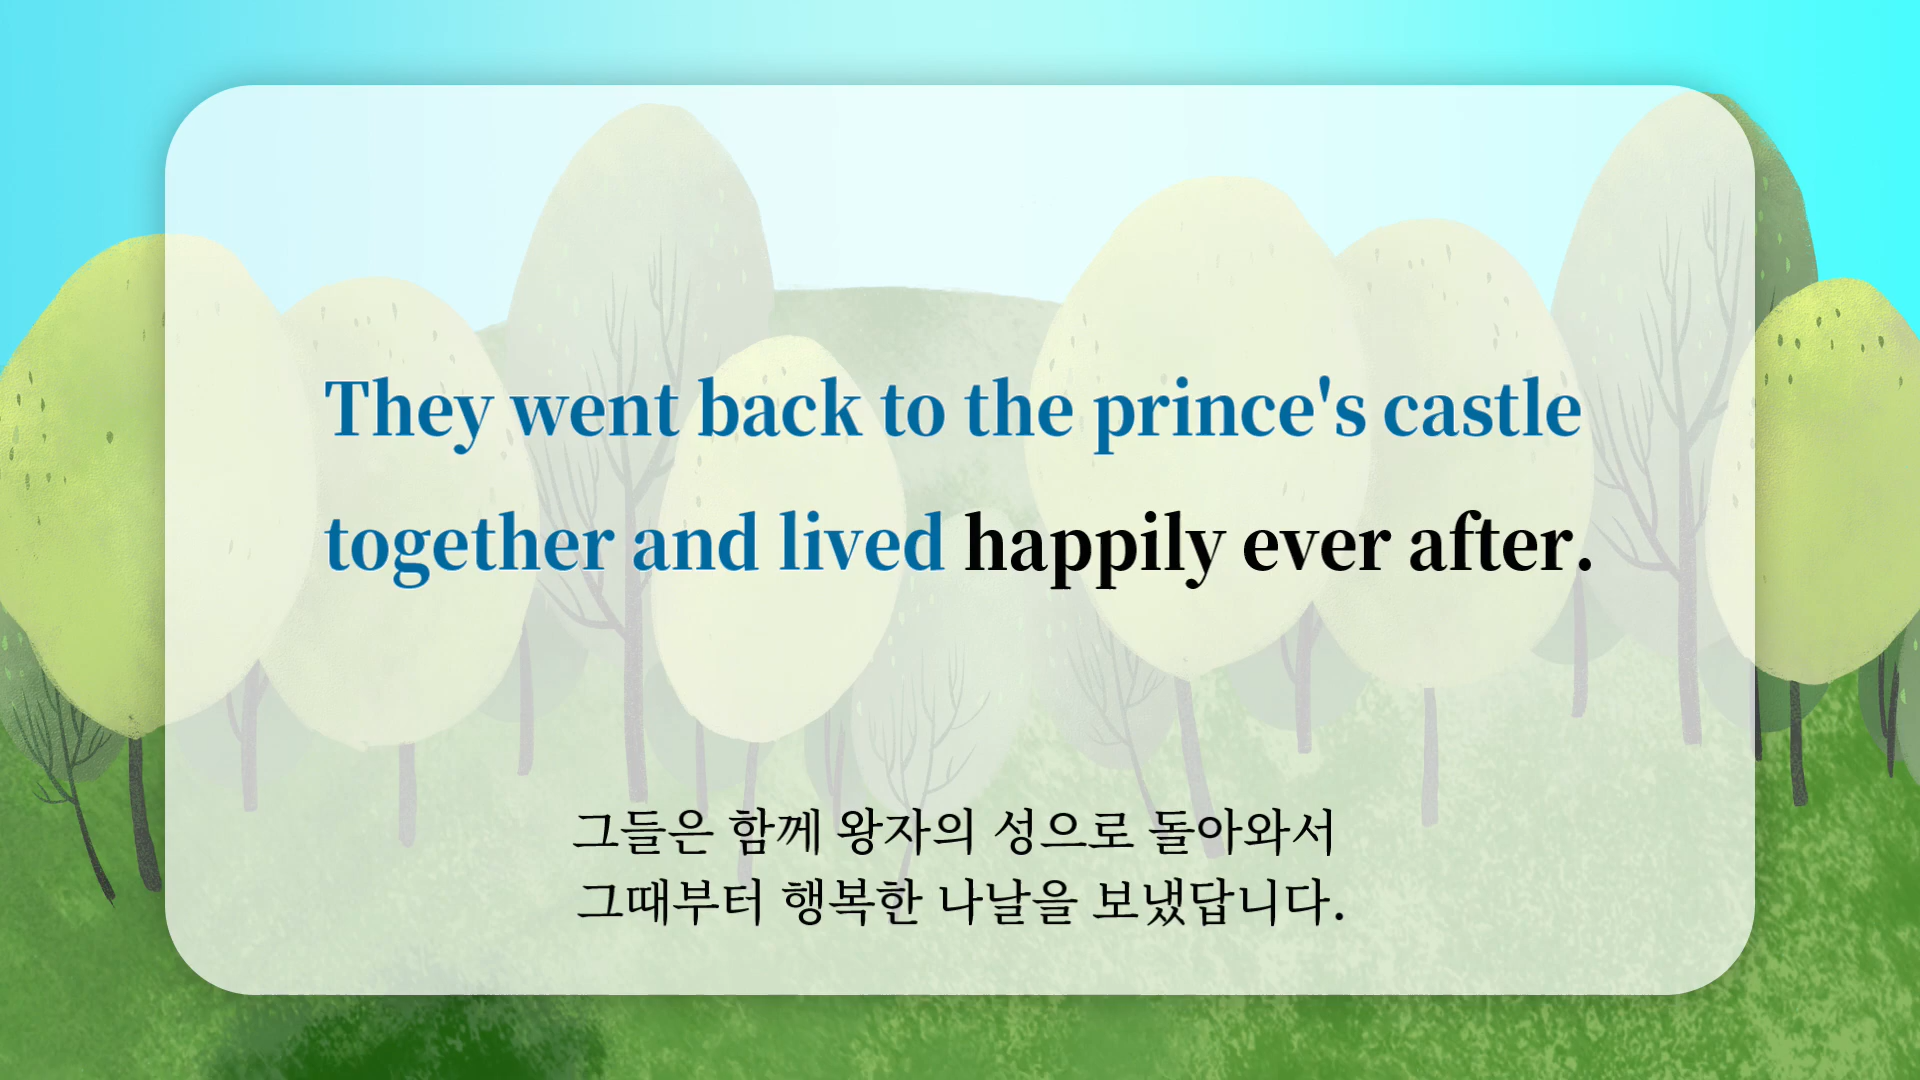 They went back to the prince's castle
together and lived happily ever after.
그들은 함께 왕자의 성으로 돌아와서
그때부터 행복한 나날을 보냈답니다.